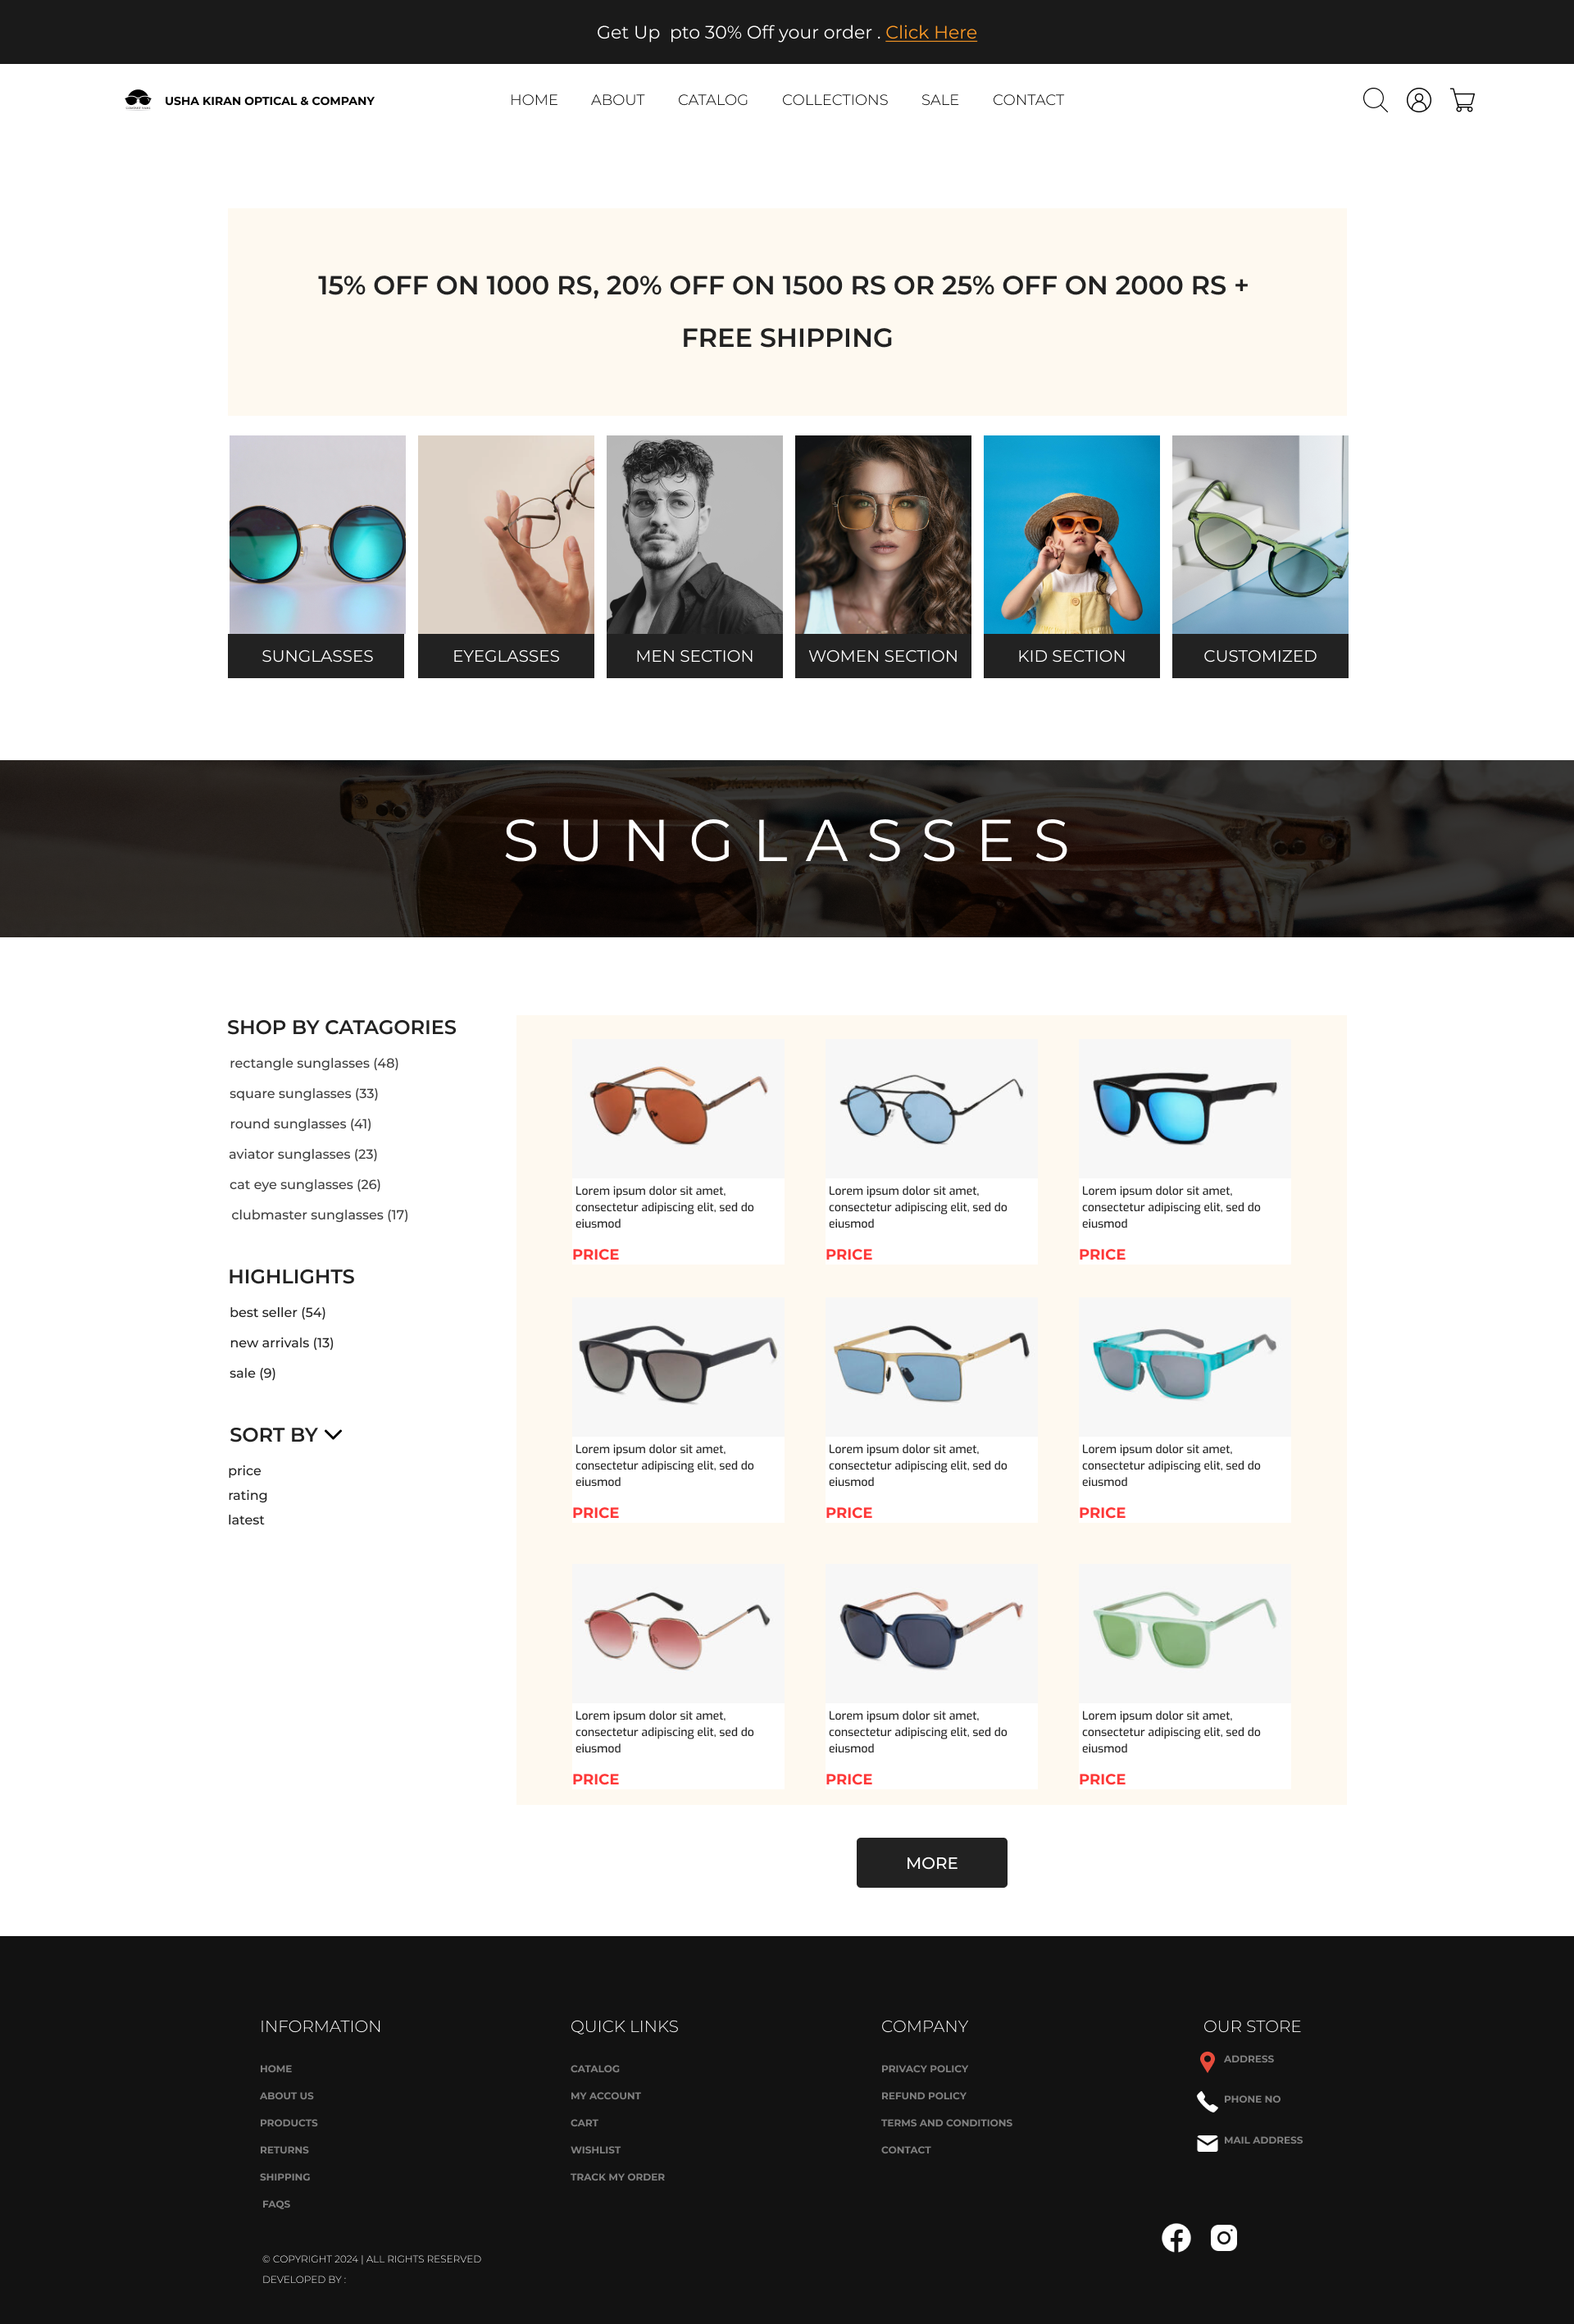 Get Up  pto 30% Off your order . Click Here
USHA KIRAN OPTICAL & COMPANY
HOME ABOUT CATALOG COLLECTIONS SALE CONTACT
15% OFF ON 1000 RS, 20% OFF ON 1500 RS OR 25% OFF ON 2000 RS +
FREE SHIPPING
SUNGLASSES EYEGLASSES MEN SECTION WOMEN SECTION KID SECTION CUSTOMIZED
SUNGLASSES
SHOP BY CATAGORIES
rectangle sunglasses (48)
square sunglasses (33)
round sunglasses (41)
aviator sunglasses (23)
cat eye sunglasses (26)
clubmaster sunglasses (17)
HIGHLIGHTS
best seller (54)
new arrivals (13)
sale (9)
SORT BY
price
rating
latest
Lorem ipsum dolor sit amet,
consectetur adipiscing elit, sed do
eiusmod
PRICE
Lorem ipsum dolor sit amet,
consectetur adipiscing elit, sed do
eiusmod
PRICE
Lorem ipsum dolor sit amet,
consectetur adipiscing elit, sed do
eiusmod
PRICE
Lorem ipsum dolor sit amet,
consectetur adipiscing elit, sed do
eiusmod
PRICE
Lorem ipsum dolor sit amet,
consectetur adipiscing elit, sed do
eiusmod
PRICE
Lorem ipsum dolor sit amet,
consectetur adipiscing elit, sed do
eiusmod
PRICE
Lorem ipsum dolor sit amet,
consectetur adipiscing elit, sed do
eiusmod
PRICE
Lorem ipsum dolor sit amet,
consectetur adipiscing elit, sed do
eiusmod
PRICE
Lorem ipsum dolor sit amet,
consectetur adipiscing elit, sed do
eiusmod
PRICE
MORE
INFORMATION
HOME
ABOUT US
PRODUCTS
RETURNS
SHIPPING
FAQS
QUICK LINKS
CATALOG
MY ACCOUNT
CART
WISHLIST
TRACK MY ORDER
COMPANY
PRIVACY POLICY
REFUND POLICY
TERMS AND CONDITIONS
CONTACT
OUR STORE
ADDRESS
PHONE NO
MAIL ADDRESS
© COPYRIGHT 2024 | ALL RIGHTS RESERVED
DEVELOPED BY :